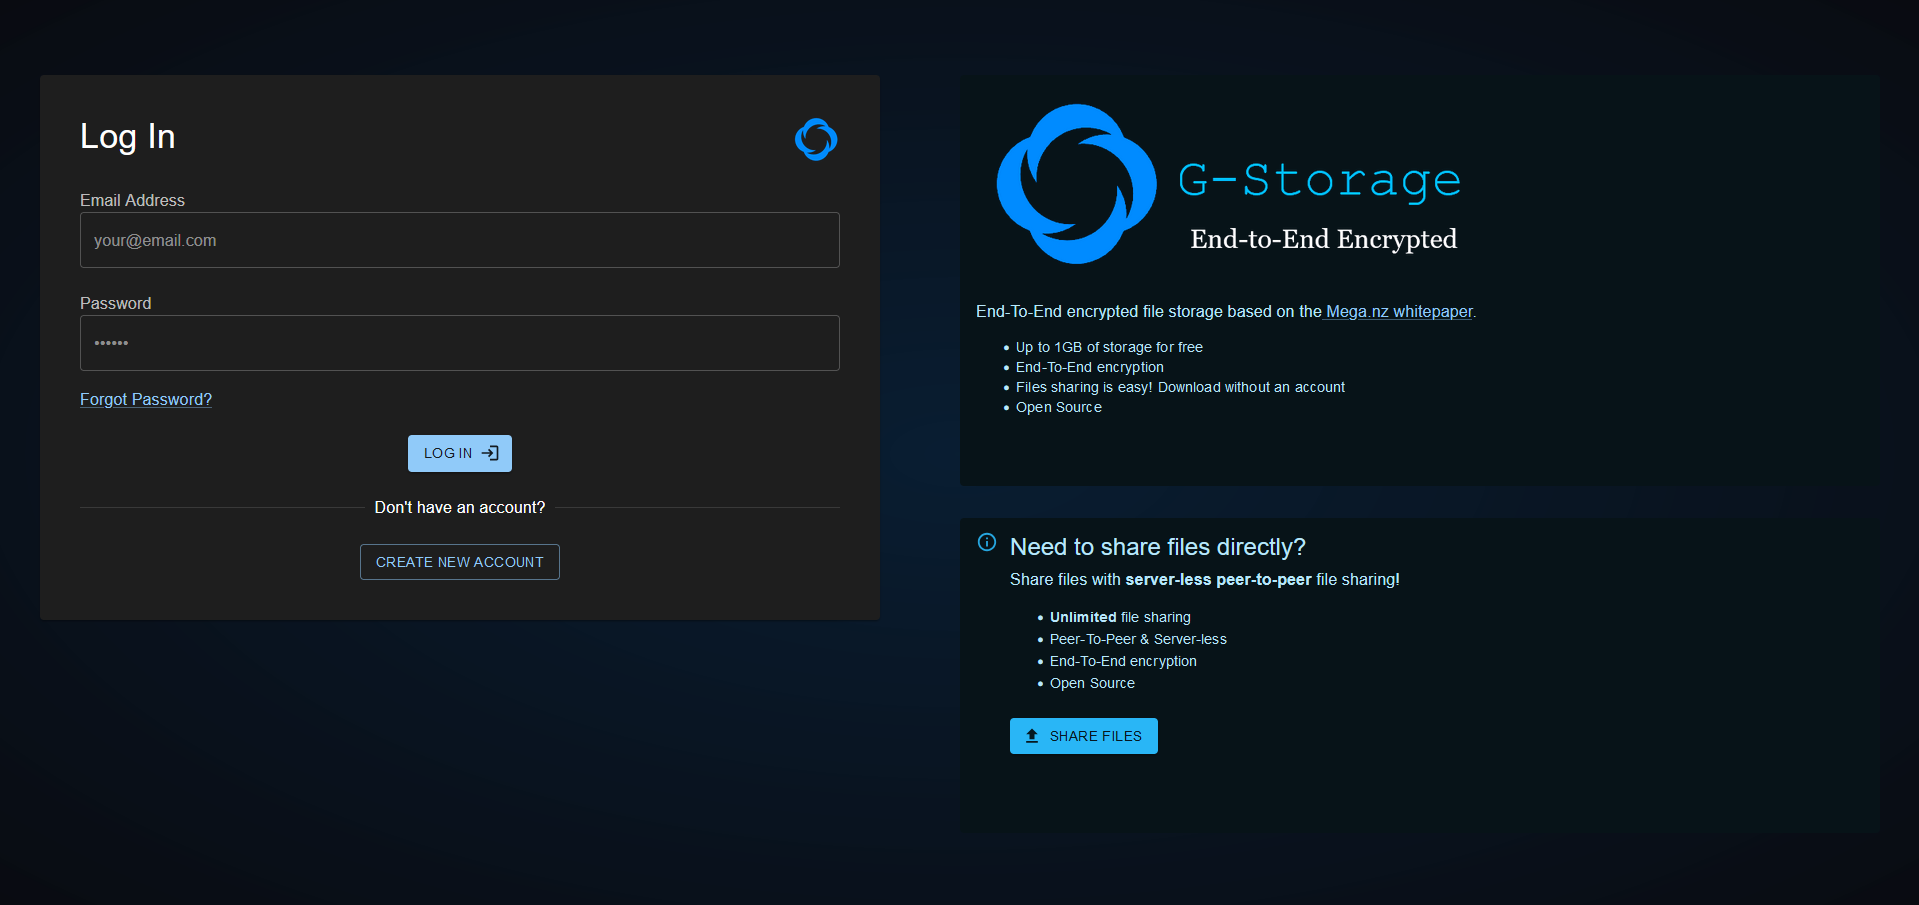 Log In
Email Address
your@email.com
Password
••••••
Forgot Password?
LOG IN
Don't have an account?
CREATE NEW ACCOUNT
G-Storage
End-to-End Encrypted
End-To-End encrypted file storage based on the Mega.nz whitepaper.
• Up to 1GB of storage for free
• End-To-End encryption
• Files sharing is easy! Download without an account
• Open Source
Need to share files directly?
Share files with server-less peer-to-peer file sharing!
• Unlimited file sharing
• Peer-To-Peer & Server-less
• End-To-End encryption
• Open Source
SHARE FILES